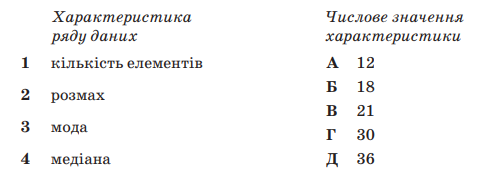 Характеристика
ряду даних
1 кількість елементів
2 розмах
3 мода
4 медіана
Числове значення
характеристики
А 12
Б 18
В 21
Г 30
Д 36